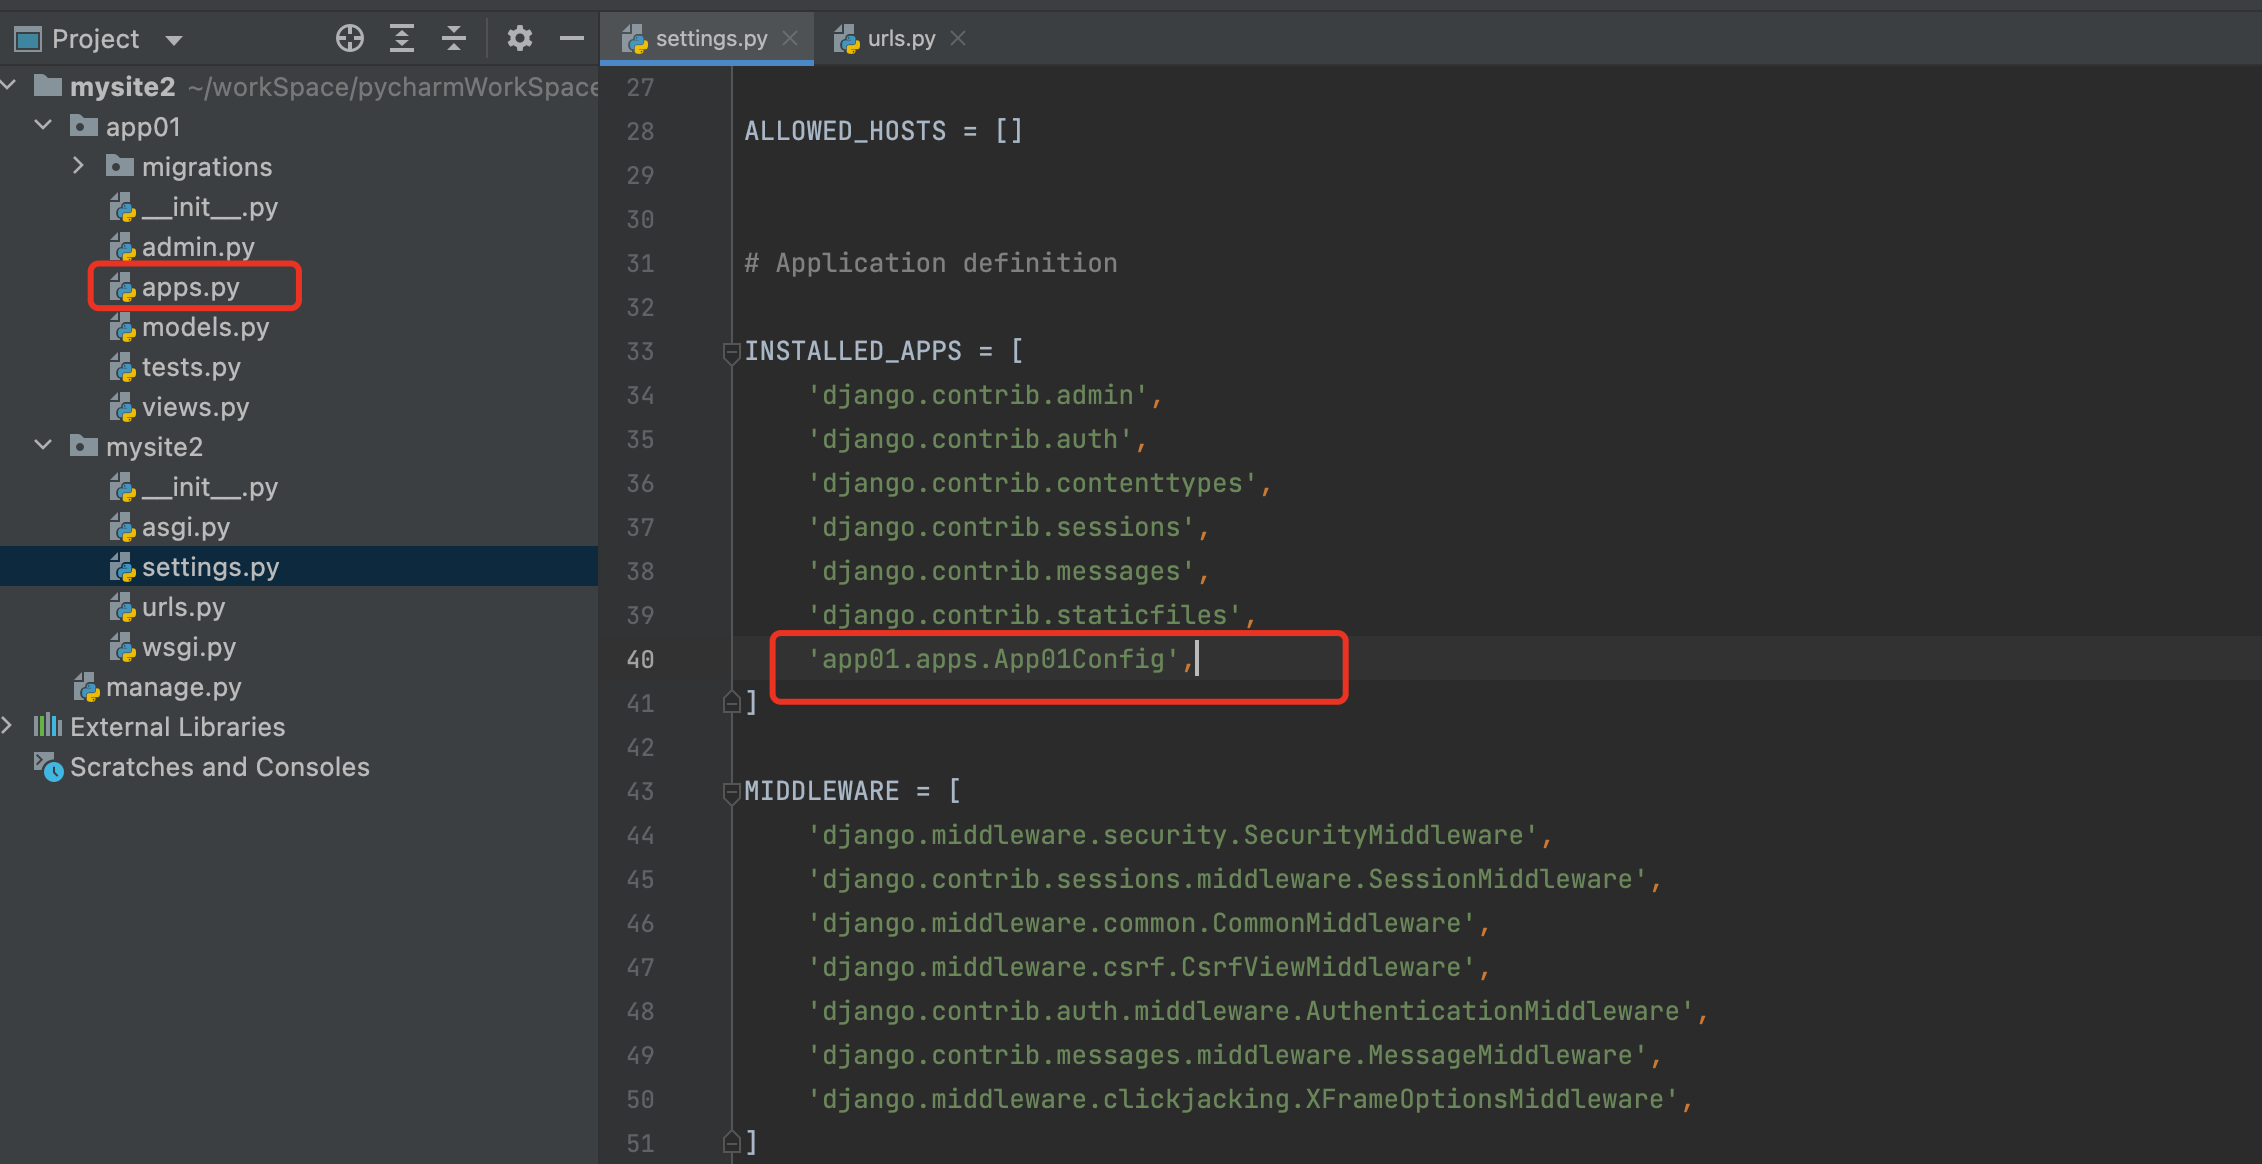 Project
mysite2 ~/workSpace/pycharmWorkSpace
app01
migrations
__init__.py
admin.py
apps.py
models.py
tests.py
views.py
mysite2
__init__.py
asgi.py
settings.py
urls.py
wsgi.py
manage.py
External Libraries
Scratches and Consoles
settings.py
urls.py
27
28 ALLOWED_HOSTS = []
29
30
31 # Application definition
32
33 INSTALLED_APPS = [
34 'django.contrib.admin',
35 'django.contrib.auth',
36 'django.contrib.contenttypes',
37 'django.contrib.sessions',
38 'django.contrib.messages',
39 'django.contrib.staticfiles',
40 'app01.apps.App01Config',
41 ]
42
43 MIDDLEWARE = [
44 'django.middleware.security.SecurityMiddleware',
45 'django.contrib.sessions.middleware.SessionMiddleware',
46 'django.middleware.common.CommonMiddleware',
47 'django.middleware.csrf.CsrfViewMiddleware',
48 'django.contrib.auth.middleware.AuthenticationMiddleware',
49 'django.contrib.messages.middleware.MessageMiddleware',
50 'django.middleware.clickjacking.XFrameOptionsMiddleware',
51 ]